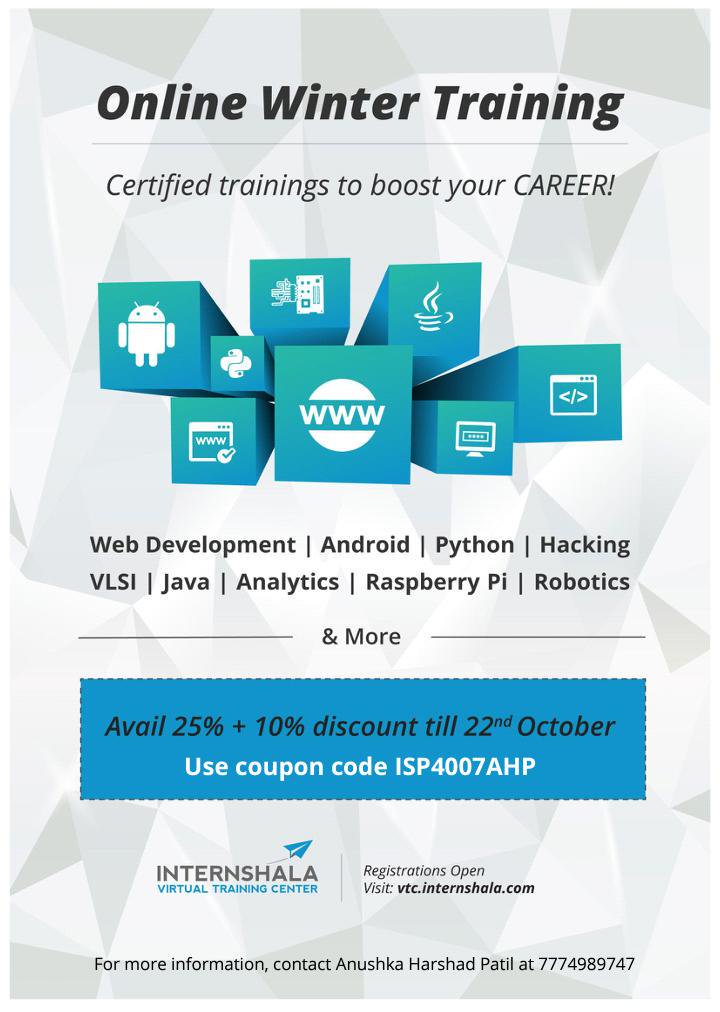 Online Winter Training
Certified trainings to boost your CAREER!
WWW
WWW
</>
Web Development | Android | Python | Hacking
VLSI | Java | Analytics | Raspberry Pi | Robotics
& More
Avail 25% + 10% discount till 22nd October
Use coupon code ISP4007AHP
INTERNSHALA
VIRTUAL TRAINING CENTER
Registrations Open
Visit: vtc.internshala.com
For more information, contact Anushka Harshad Patil at 7774989747